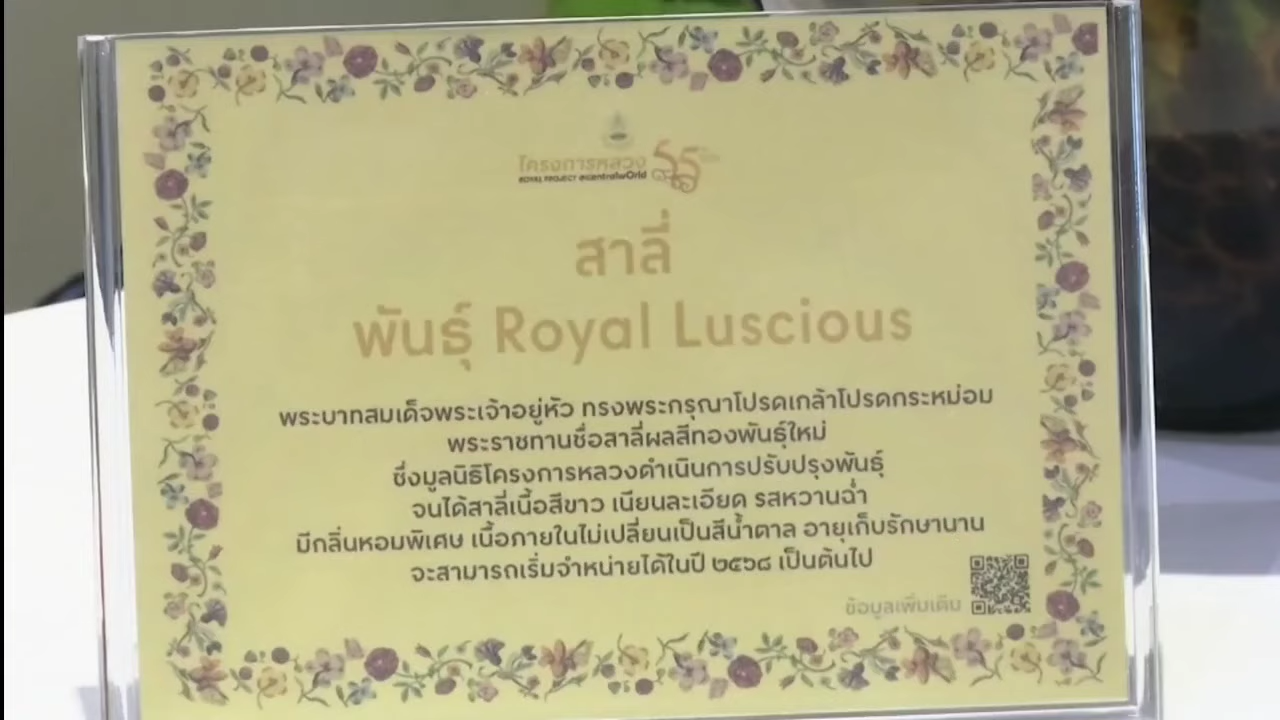 โครงการหลวง ๕๕
ROYAL PROJECT @centralwOrld
สาลี่
พันธุ์ Royal Luscious
พระบาทสมเด็จพระเจ้าอยู่หัว ทรงพระกรุณาโปรดเกล้าโปรดกระหม่อม
พระราชทานชื่อสาลี่ผลสีทองพันธุ์ใหม่
ซึ่งมูลนิธิโครงการหลวงดำเนินการปรับปรุงพันธุ์
จนได้สาลี่เนื้อสีขาว เนียนละเอียด รสหวานฉ่ำ
มีกลิ่นหอมพิเศษ เนื้อภายในไม่เปลี่ยนเป็นสีน้ำตาล อายุเก็บรักษานาน
จะสามารถเริ่มจำหน่ายได้ในปี ๒๕๖๘ เป็นต้นไป
ข้อมูลเพิ่มเติม